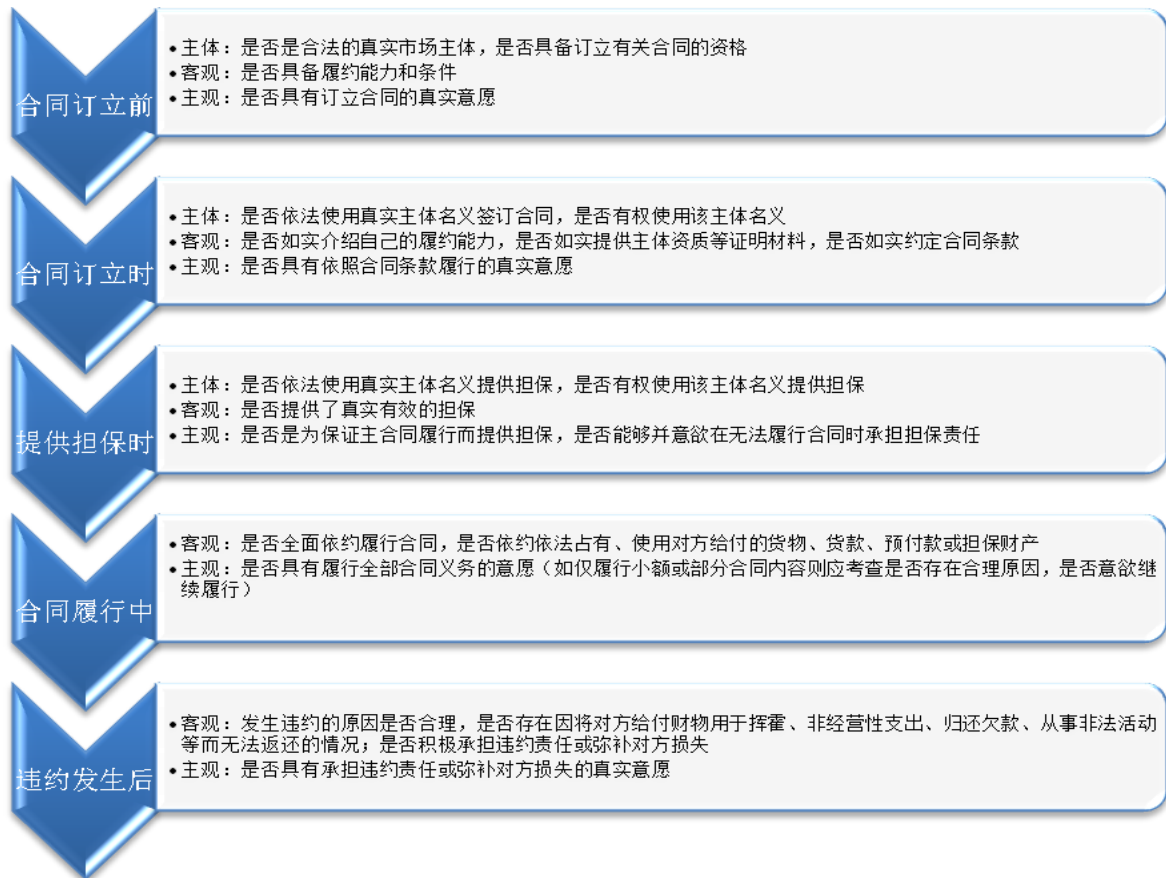 合同订立前
•主体：是否是合法的真实市场主体，是否具备订立有关合同的资格
•客观：是否具备履约能力和条件
•主观：是否具有订立合同的真实意愿
合同订立时
•主体：是否依法使用真实主体名义签订合同，是否有权使用该主体名义
•客观：是否如实介绍自己的履约能力，是否如实提供主体资质等证明材料，是否如实约定合同条款
•主观：是否具有依照合同条款履行的真实意愿
提供担保时
•主体：是否依法使用真实主体名义提供担保，是否有权使用该主体名义提供担保
•客观：是否提供了真实有效的担保
•主观：是否是为保证主合同履行而提供担保，是否能够并意欲在无法履行合同时承担担保责任
合同履行中
•客观：是否全面依约履行合同，是否依约依法占有、使用对方给付的货物、货款、预付款或担保财产
•主观：是否具有履行全部合同义务的意愿（如仅履行小额或部分合同内容则应考查是否存在合理原因，是否意欲继
续履行）
违约发生后
•客观：发生违约的原因是否合理，是否存在因将对方给付财物用于挥霍、非经营性支出、归还欠款、从事非法活动
等而无法返还的情况；是否积极承担违约责任或弥补对方损失
•主观：是否具有承担违约责任或弥补对方损失的真实意愿